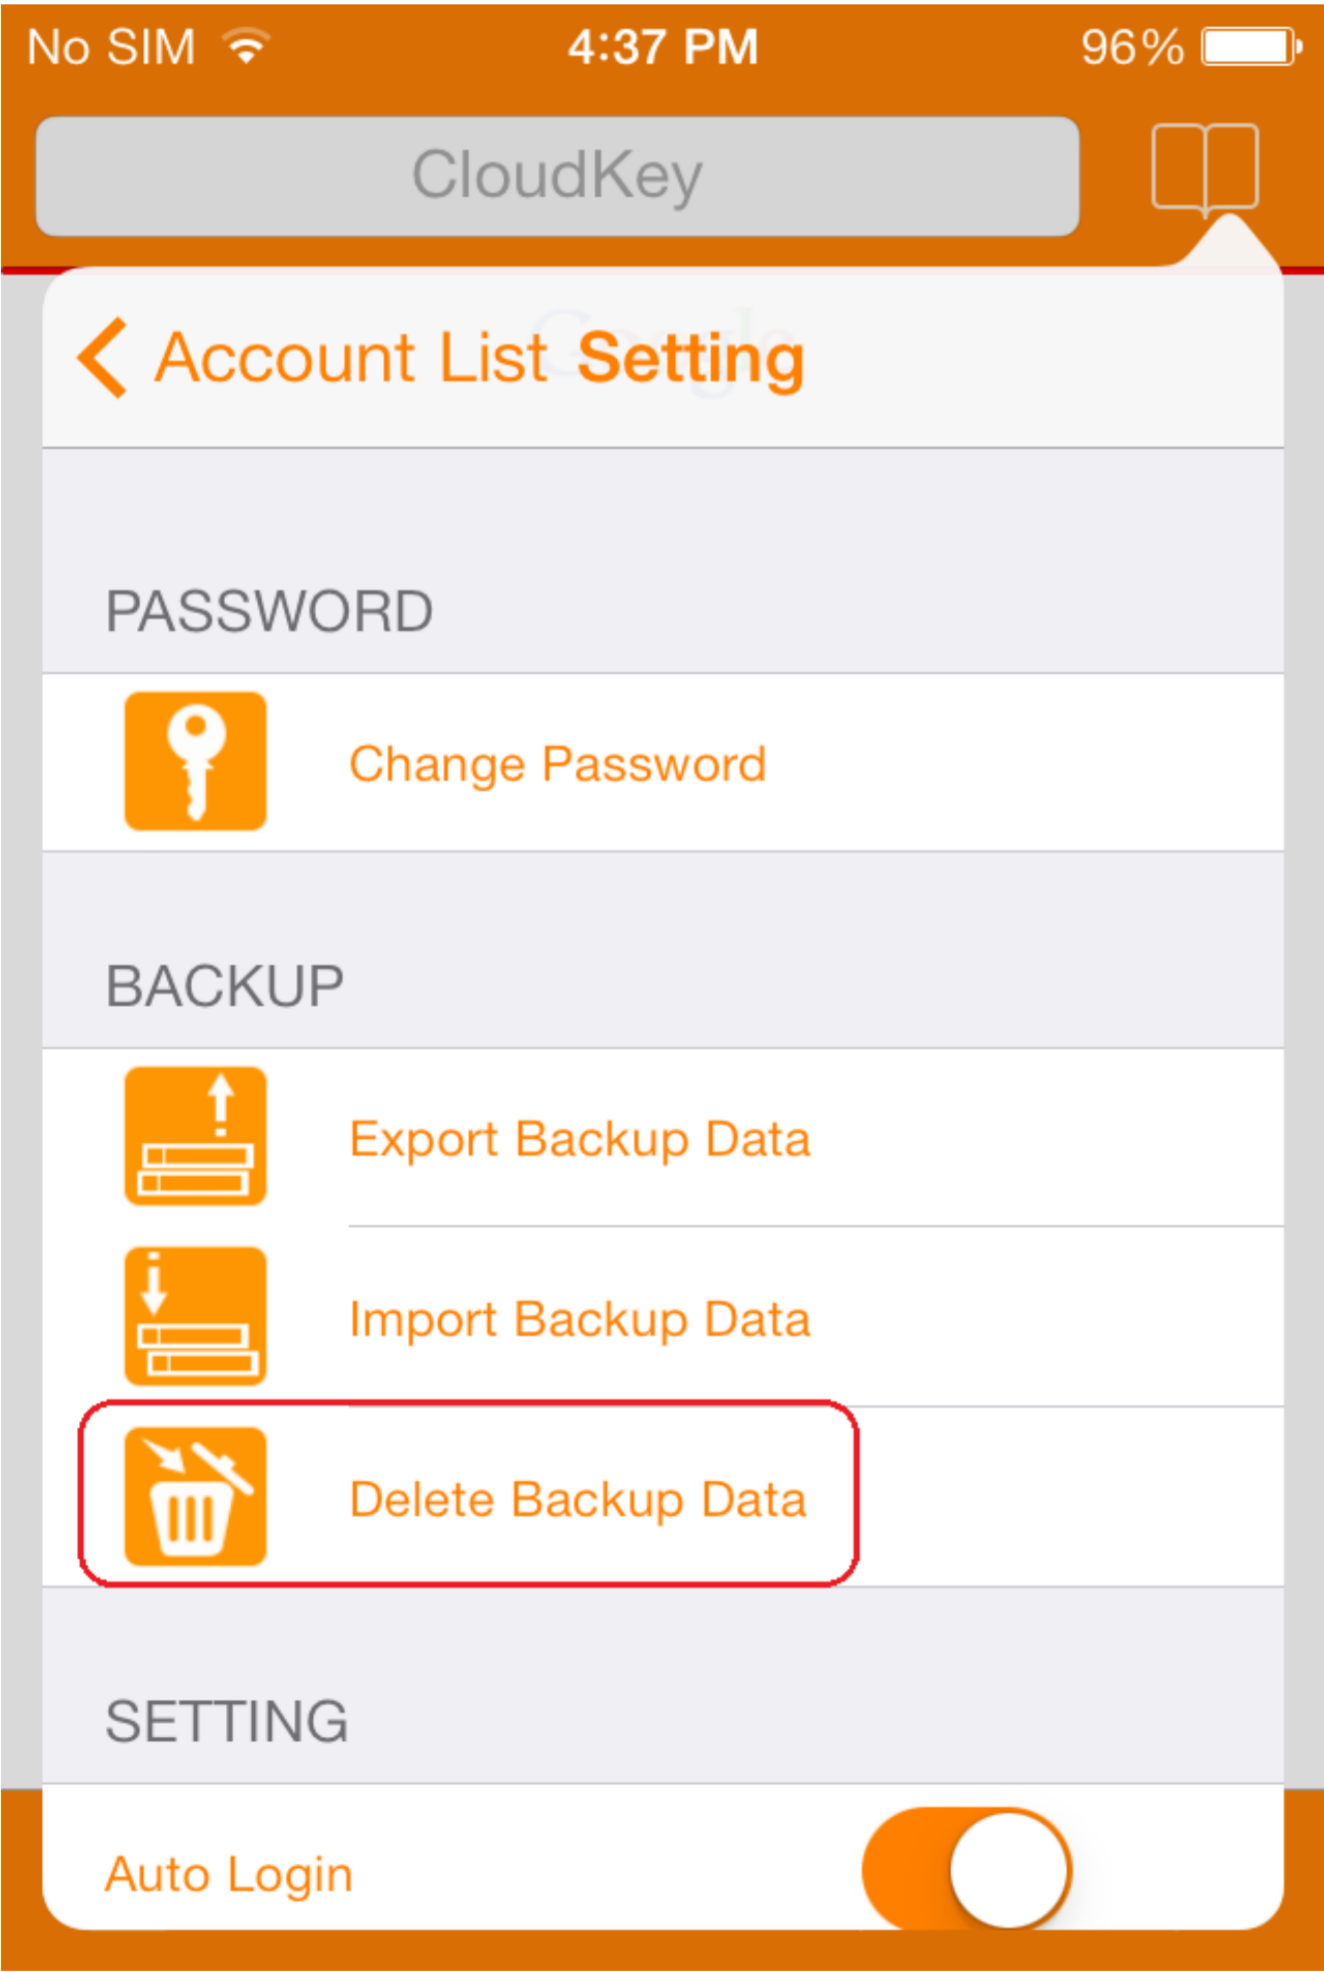 No SIM 4:37 PM 96%
CloudKey
Google
Account List Setting
PASSWORD
Change Password
BACKUP
Export Backup Data
Import Backup Data
Delete Backup Data
SETTING
Auto Login